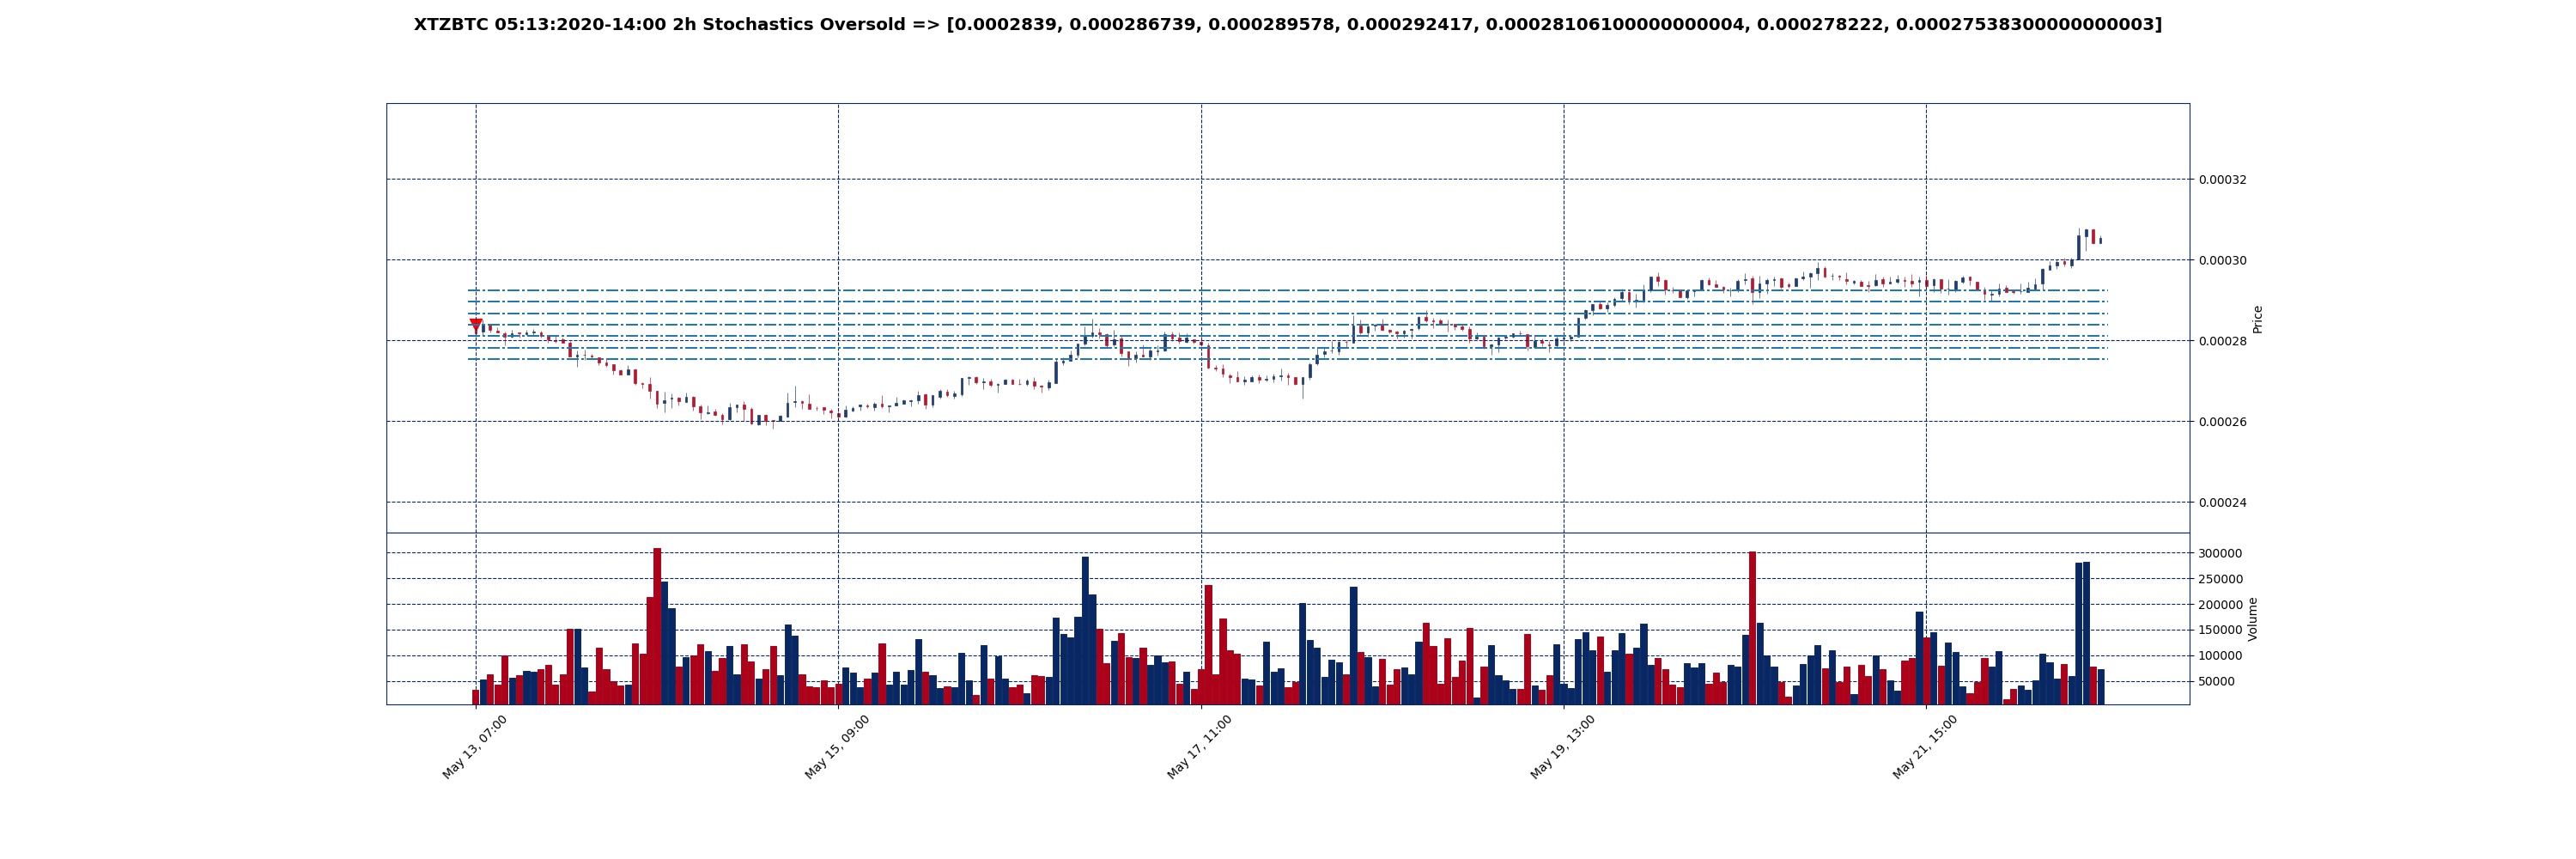 XTZBTC 05:13:2020-14:00 2h Stochastics Oversold => [0.0002839, 0.000286739, 0.000289578, 0.000292417, 0.00028106100000000004, 0.000278222, 0.00027538300000000003]
0.00032
0.00030
Price
0.00028
0.00026
0.00024
300000
250000
200000
Volume
150000
100000
50000
May 13, 07:00
May 15, 09:00
May 17, 11:00
May 19, 13:00
May 21, 15:00